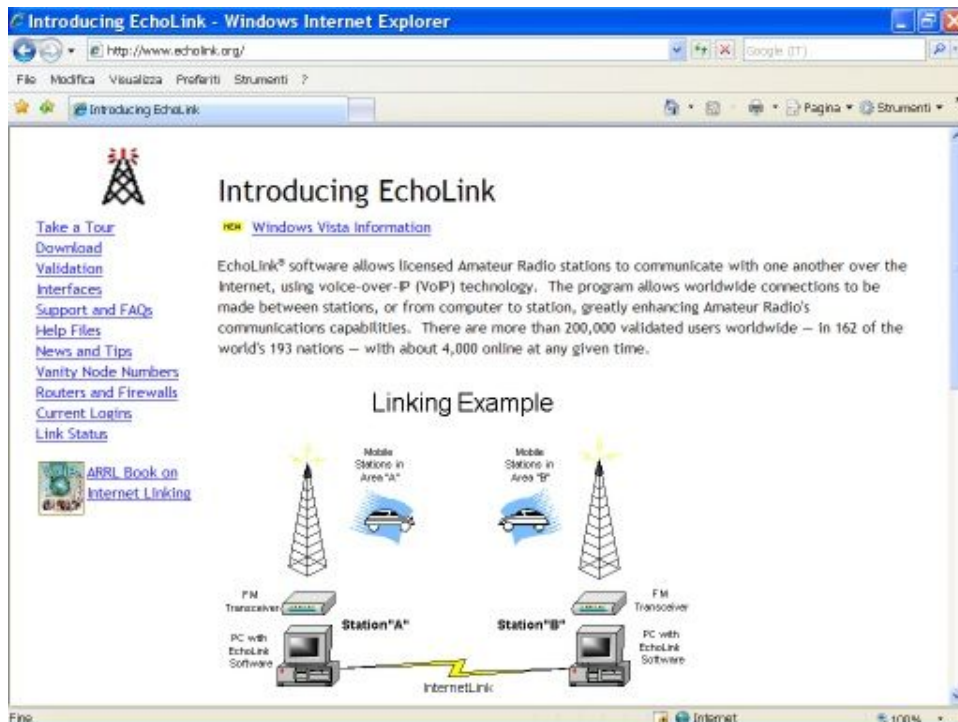 Introducing EchoLink - Windows Internet Explorer
http://www.echolink.org/
Google (IT)
File Modifica Visualizza Preferiti Strumenti ?
Introducing EchoLink
Pagina
Strumenti
Introducing EchoLink
NEW Windows Vista Information
Take a Tour
Download
Validation
Interfaces
Support and FAQs
Help Files
News and Tips
Vanity Node Numbers
Routers and Firewalls
Current Logins
Link Status
ARRL Book on
Internet Linking
EchoLink® software allows licensed Amateur Radio stations to communicate with one another over the
Internet, using voice-over-IP (VoIP) technology. The program allows worldwide connections to be
made between stations, or from computer to station, greatly enhancing Amateur Radio's
communications capabilities. There are more than 200,000 validated users worldwide — in 162 of the
world's 193 nations — with about 4,000 online at any given time.
Linking Example
Mobile
Stations in
Area "A"
Mobile
Stations in
Area "B"
FM
Transceiver
Station"A"
PC with
EchoLink
Software
Station"B"
FM
Transceiver
PC with
EchoLink
Software
InternetLink
Fine
Internet
100%